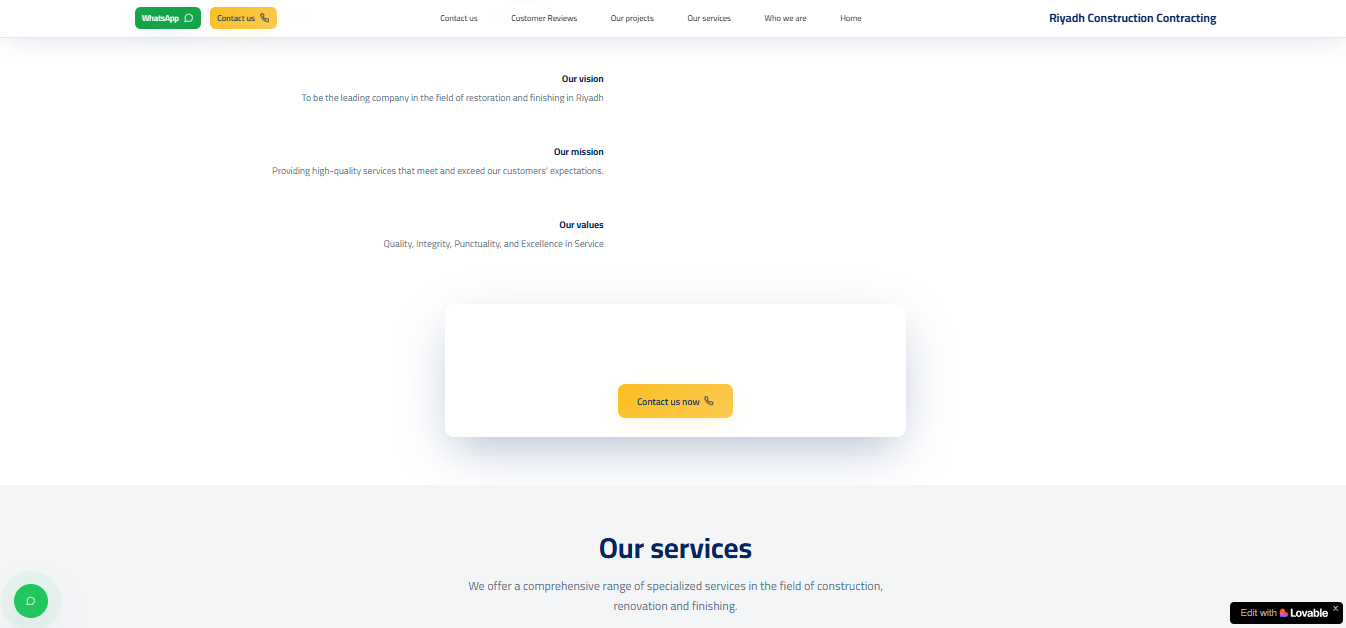 WhatsApp
Contact us
Contact us
Customer Reviews
Our projects
Our services
Who we are
Home
Riyadh Construction Contracting
Our vision
To be the leading company in the field of restoration and finishing in Riyadh
Our mission
Providing high-quality services that meet and exceed our customers' expectations.
Our values
Quality, Integrity, Punctuality, and Excellence in Service
Contact us now
Our services
We offer a comprehensive range of specialized services in the field of construction,
renovation and finishing.
Edit with Lovable ×